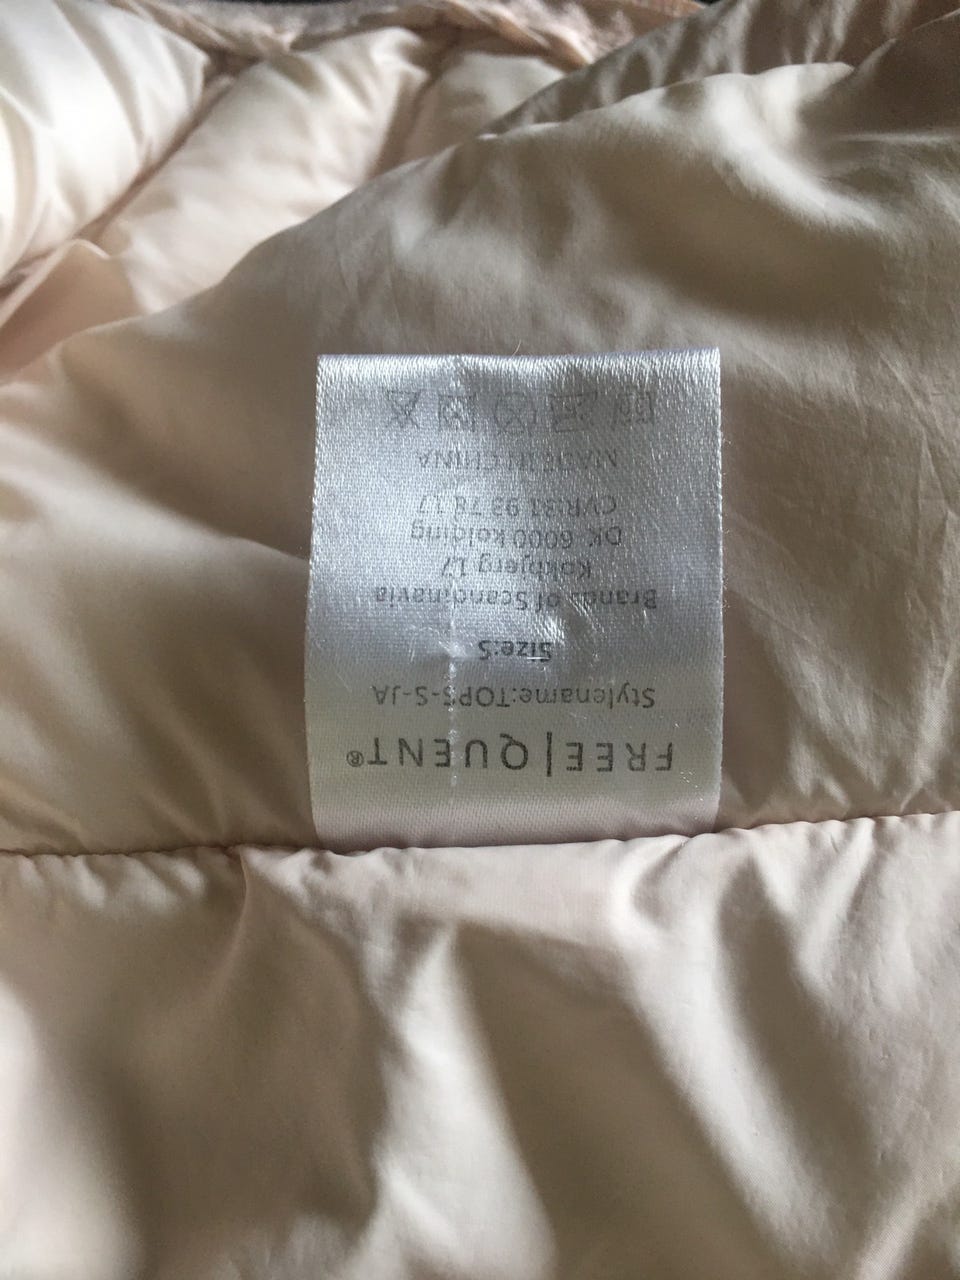 FREE|QUENT®
Stylename:TOPS-S-JA
Size:S
Brands of Scandinavia
Kokbjerg 17
DK 6000 Kolding
CVR:31 93 78 17
MADE IN CHINA